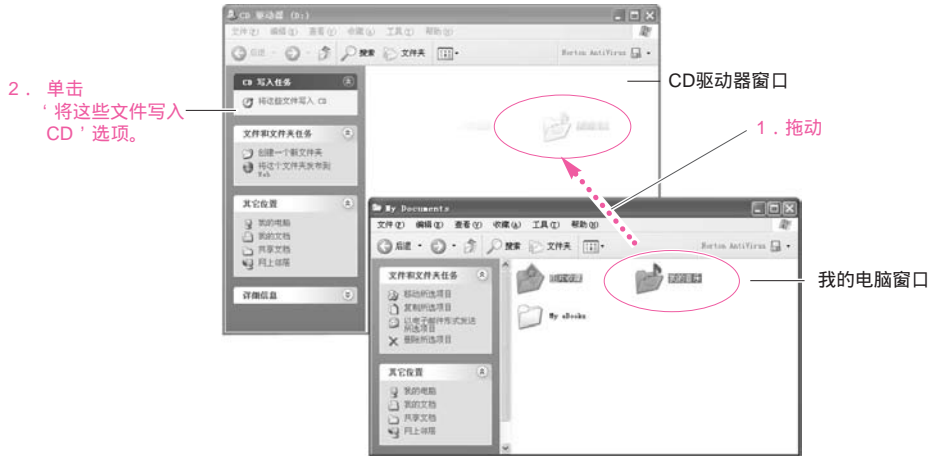 CD 驱动器 (D:)
文件(F) 编辑(E) 查看(V) 收藏(A) 工具(T) 帮助(H)
后退 搜索 文件夹 Norton AntiVirus
2． 单击
‘ 将这些文件写入
CD ’ 选项。
CD 写入任务
将这些文件写入 CD
文件和文件夹任务
创建一个新文件夹
将这个文件夹发布到
Web
其它位置
我的电脑
我的文档
共享文档
网上邻居
详细信息
CD驱动器窗口
1．拖动
My Documents
文件(F) 编辑(E) 查看(V) 收藏(A) 工具(T) 帮助(H)
后退 搜索 文件夹 Norton AntiVirus
文件和文件夹任务
移动所选项目
复制所选项目
以电子邮件形式发送
所选项目
删除所选项目
其它位置
我的电脑
我的文档
共享文档
网上邻居
我的音乐
My eBooks
我的电脑窗口